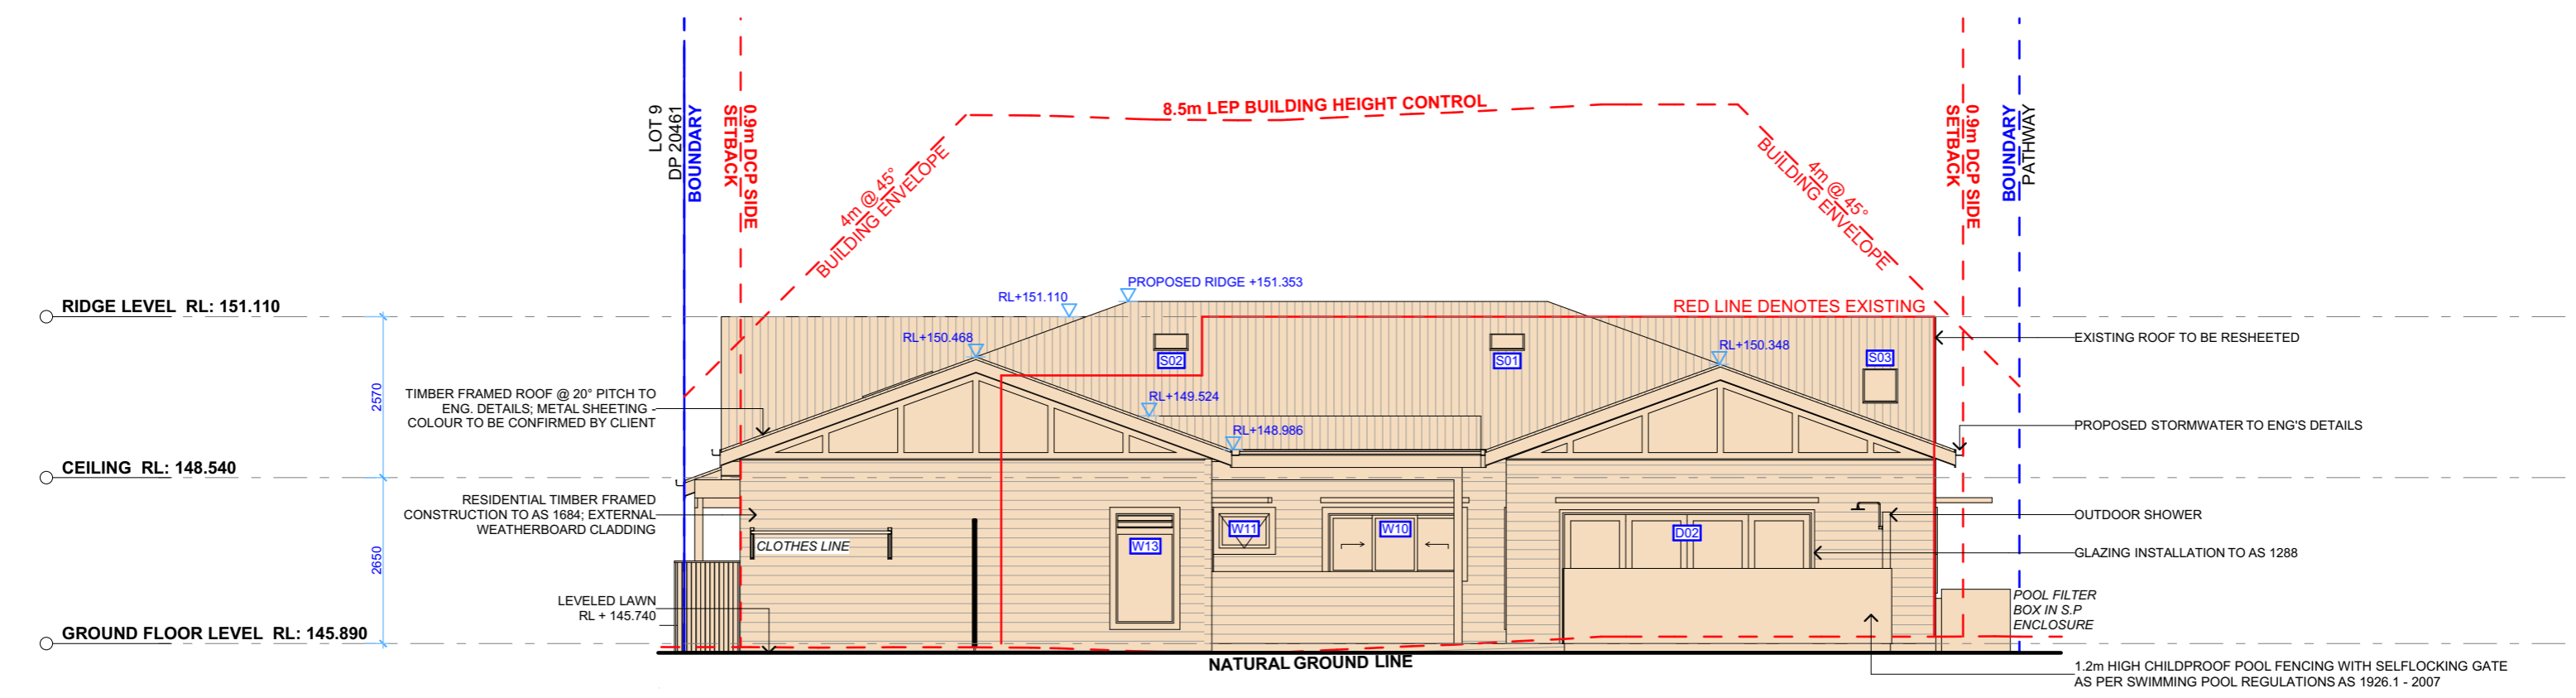 LOT 9
DP 20461
BOUNDARY
0.9m DCP SIDE
SETBACK
4m @ 45°
BUILDING ENVELOPE
8.5m LEP BUILDING HEIGHT CONTROL
4m @ 45°
BUILDING ENVELOPE
0.9m DCP SIDE
SETBACK
BOUNDARY
PATHWAY
RIDGE LEVEL RL: 151.110
RL+151.110
PROPOSED RIDGE +151.353
RED LINE DENOTES EXISTING
RL+150.468
S02
S01
RL+150.348
S03
EXISTING ROOF TO BE RESHEETED
2570
TIMBER FRAMED ROOF @ 20° PITCH TO
ENG. DETAILS; METAL SHEETING -
COLOUR TO BE CONFIRMED BY CLIENT
RL+149.524
RL+148.986
PROPOSED STORMWATER TO ENG'S DETAILS
CEILING RL: 148.540
RESIDENTIAL TIMBER FRAMED
CONSTRUCTION TO AS 1684; EXTERNAL
WEATHERBOARD CLADDING
CLOTHES LINE
W13
W11
W10
D02
OUTDOOR SHOWER
GLAZING INSTALLATION TO AS 1288
2650
LEVELED LAWN
RL + 145.740
POOL FILTER
BOX IN S.P
ENCLOSURE
GROUND FLOOR LEVEL RL: 145.890
NATURAL GROUND LINE
1.2m HIGH CHILDPROOF POOL FENCING WITH SELFLOCKING GATE
AS PER SWIMMING POOL REGULATIONS AS 1926.1 - 2007